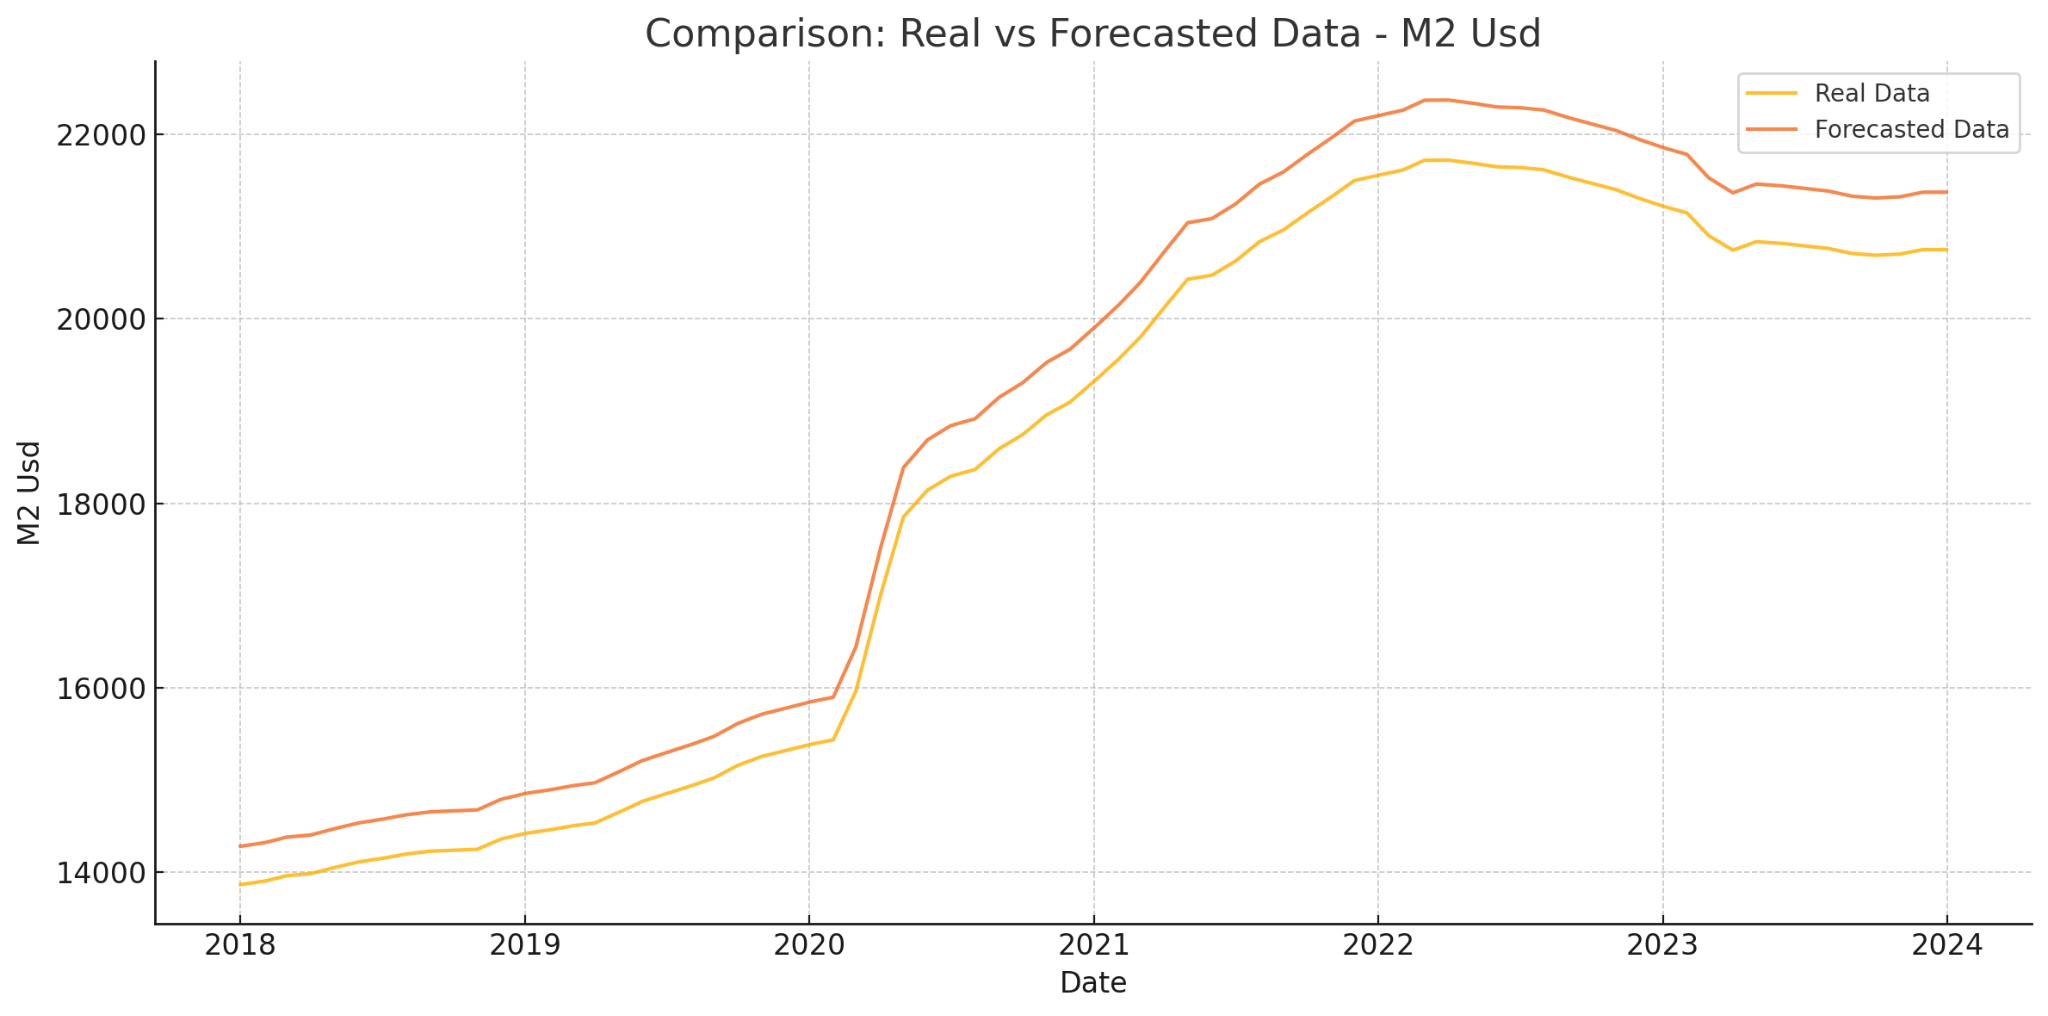 Comparison: Real vs Forecasted Data - M2 Usd
Real Data
Forecasted Data
22000
20000
18000
16000
14000
M2 Usd
2018 2019 2020 2021 2022 2023 2024
Date